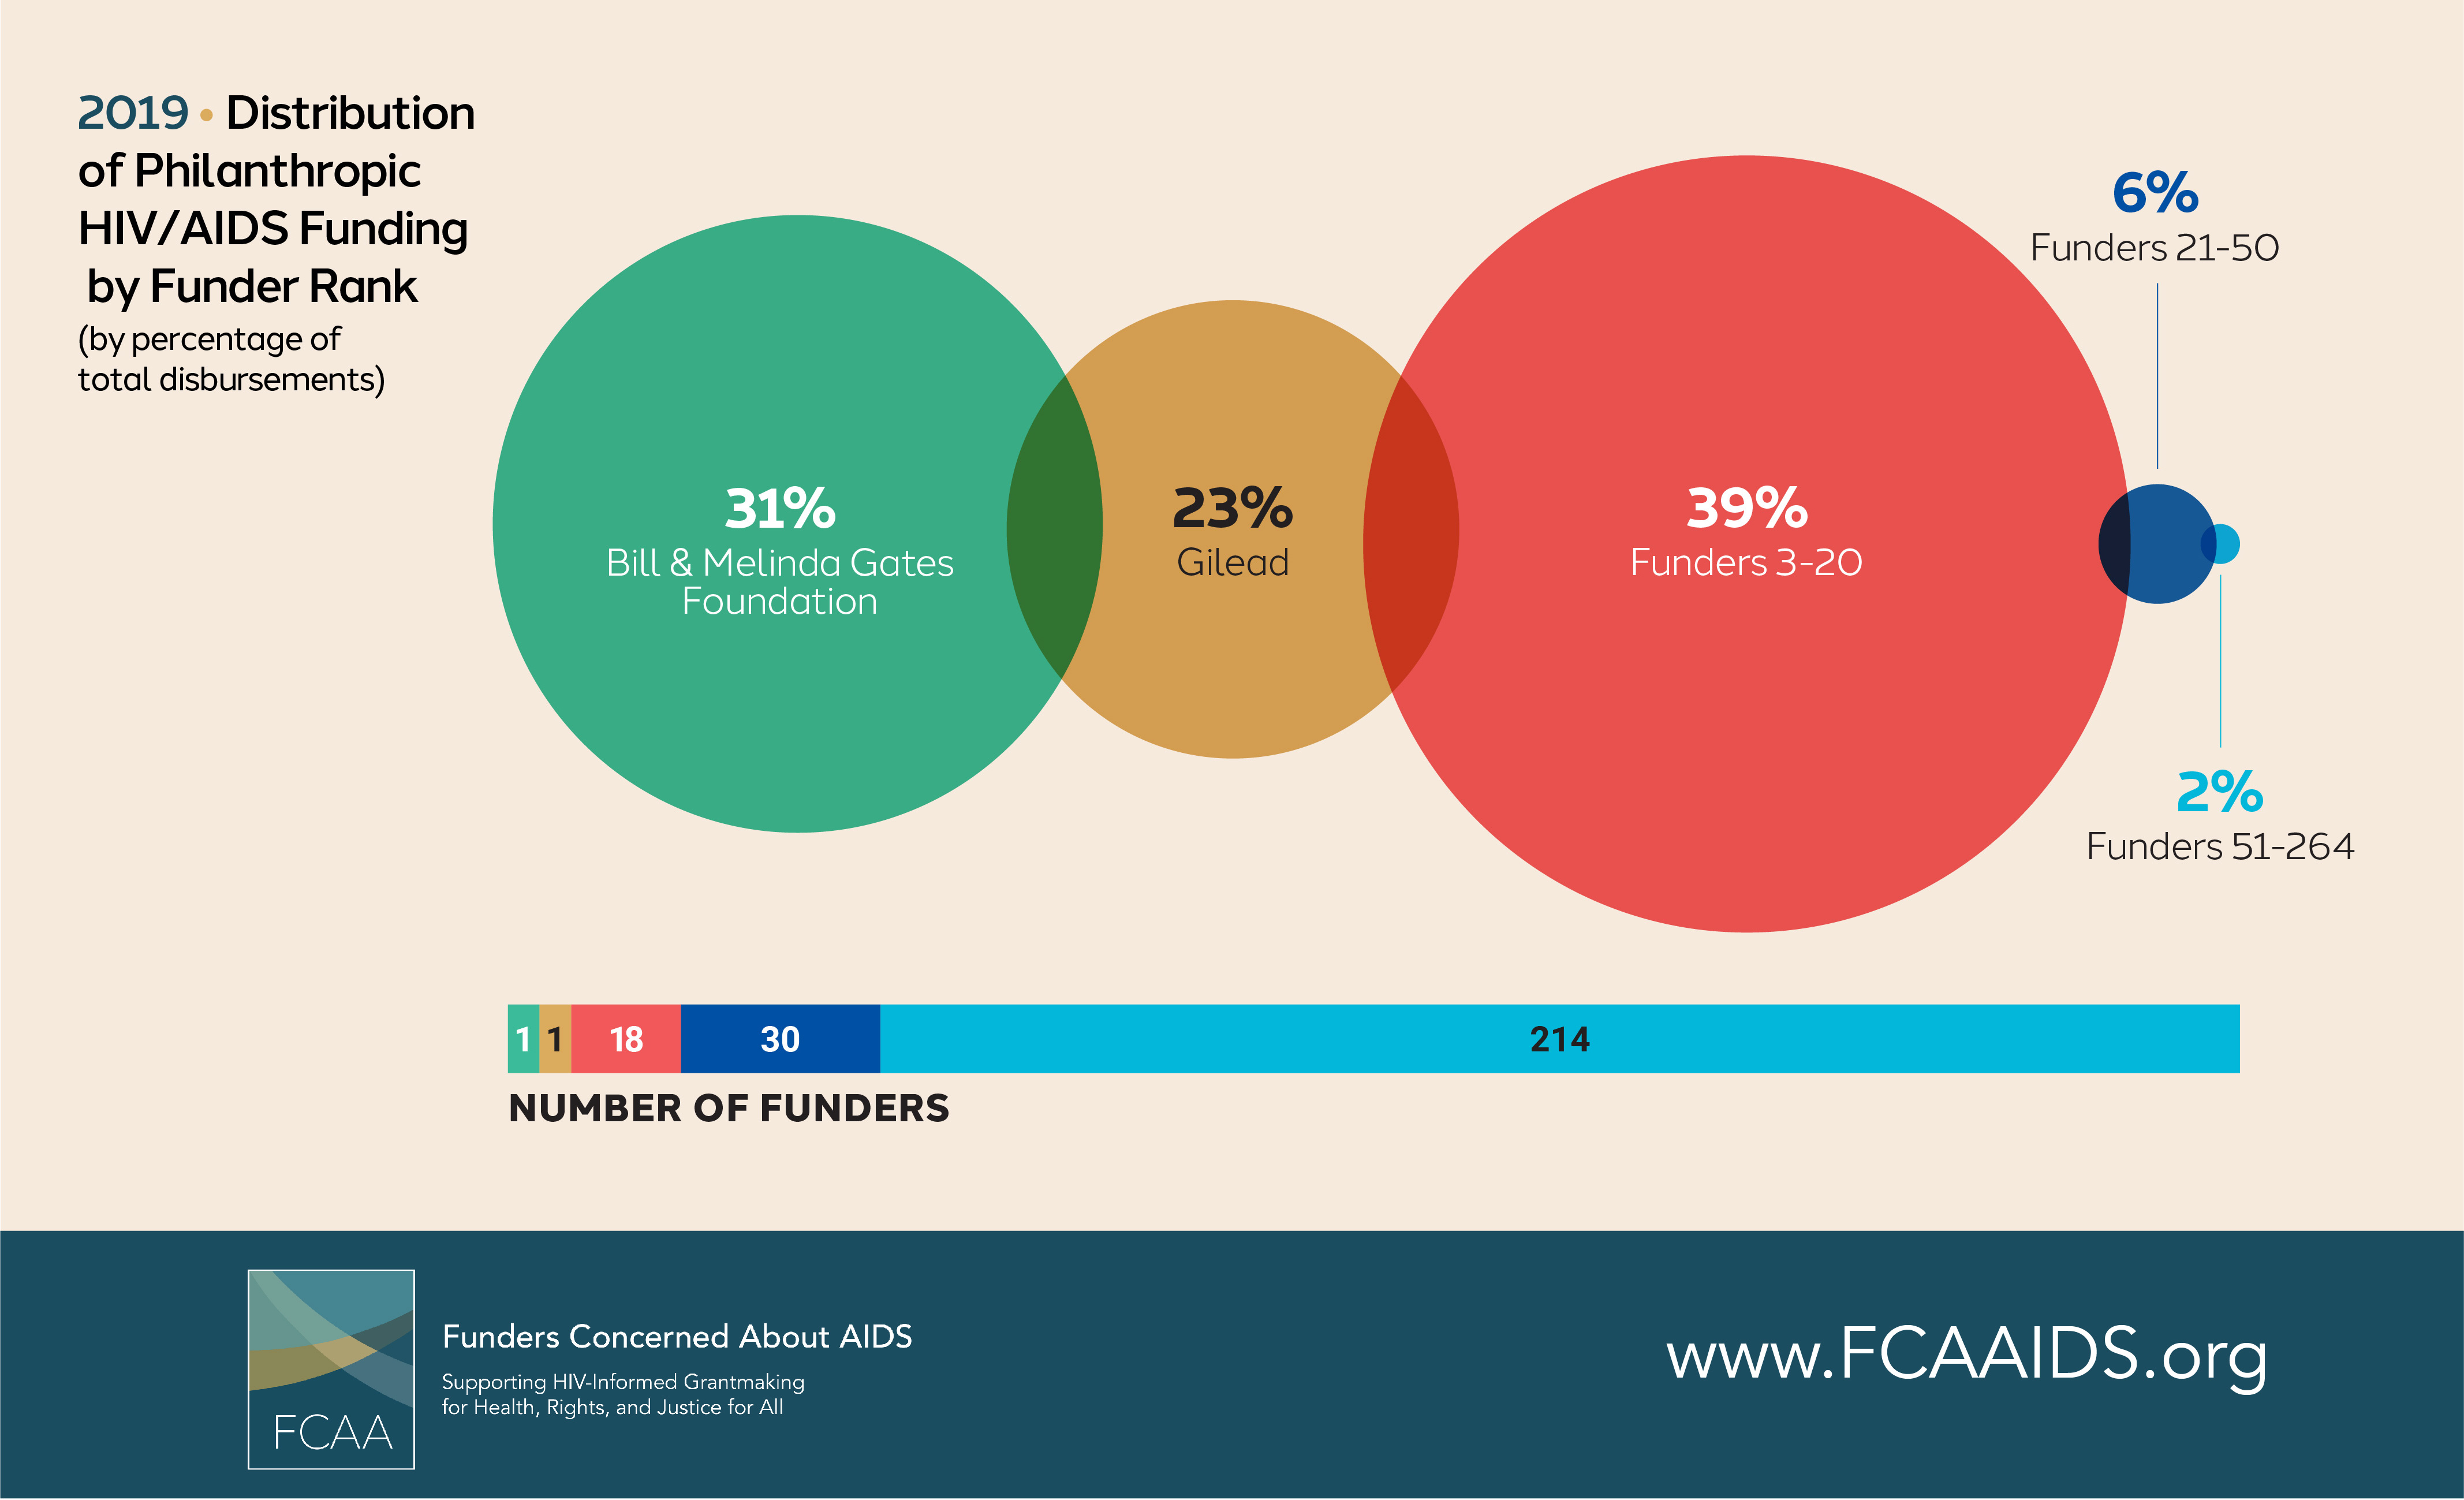 2019 • Distribution
of Philanthropic
HIV/AIDS Funding
by Funder Rank
(by percentage of
total disbursements)
31%
Bill & Melinda Gates
Foundation
23%
Gilead
39%
Funders 3-20
6%
Funders 21-50
2%
Funders 51-264
1 1 18 30 214
NUMBER OF FUNDERS
FCAA
Funders Concerned About AIDS
Supporting HIV-Informed Grantmaking
for Health, Rights, and Justice for All
www.FCAAIDS.org